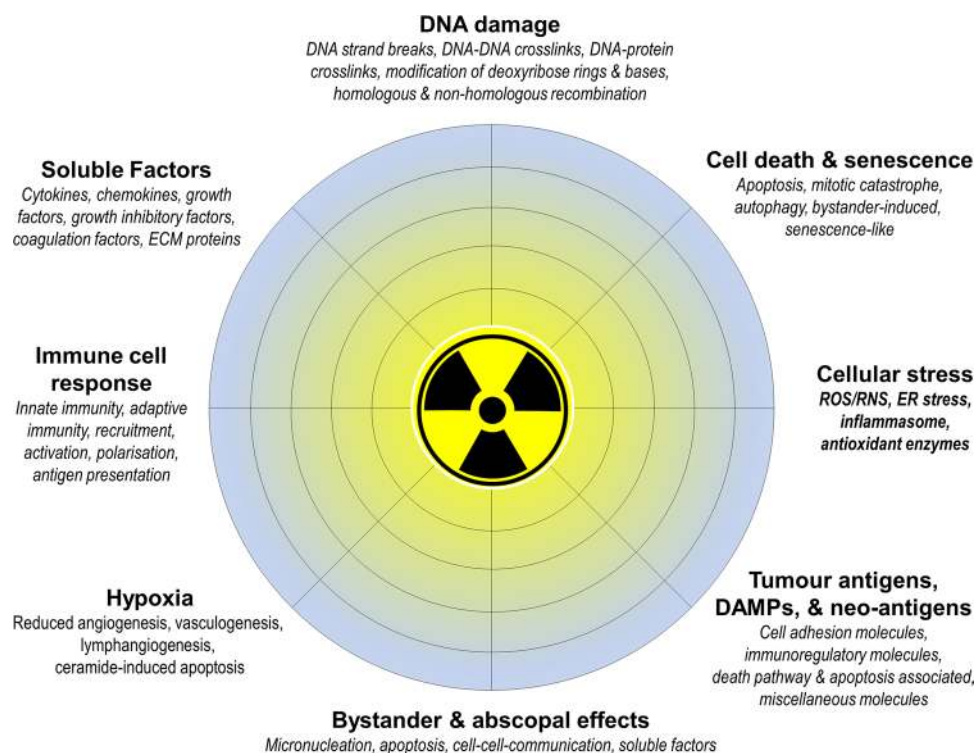 DNA damage
DNA strand breaks, DNA-DNA crosslinks, DNA-protein
crosslinks, modification of deoxyribose rings & bases,
homologous & non-homologous recombination
Cell death & senescence
Apoptosis, mitotic catastrophe,
autophagy, bystander-induced,
senescence-like
Cellular stress
ROS/RNS, ER stress,
inflammasome,
antioxidant enzymes
Tumour antigens,
DAMPs, & neo-antigens
Cell adhesion molecules,
immunoregulatory molecules,
death pathway & apoptosis associated,
miscellaneous molecules
Bystander & abscopal effects
Micronucleation, apoptosis, cell-cell-communication, soluble factors
Hypoxia
Reduced angiogenesis, vasculogenesis,
lymphangiogenesis,
ceramide-induced apoptosis
Immune cell
response
Innate immunity, adaptive
immunity, recruitment,
activation, polarisation,
antigen presentation
Soluble Factors
Cytokines, chemokines, growth
factors, growth inhibitory factors,
coagulation factors, ECM proteins